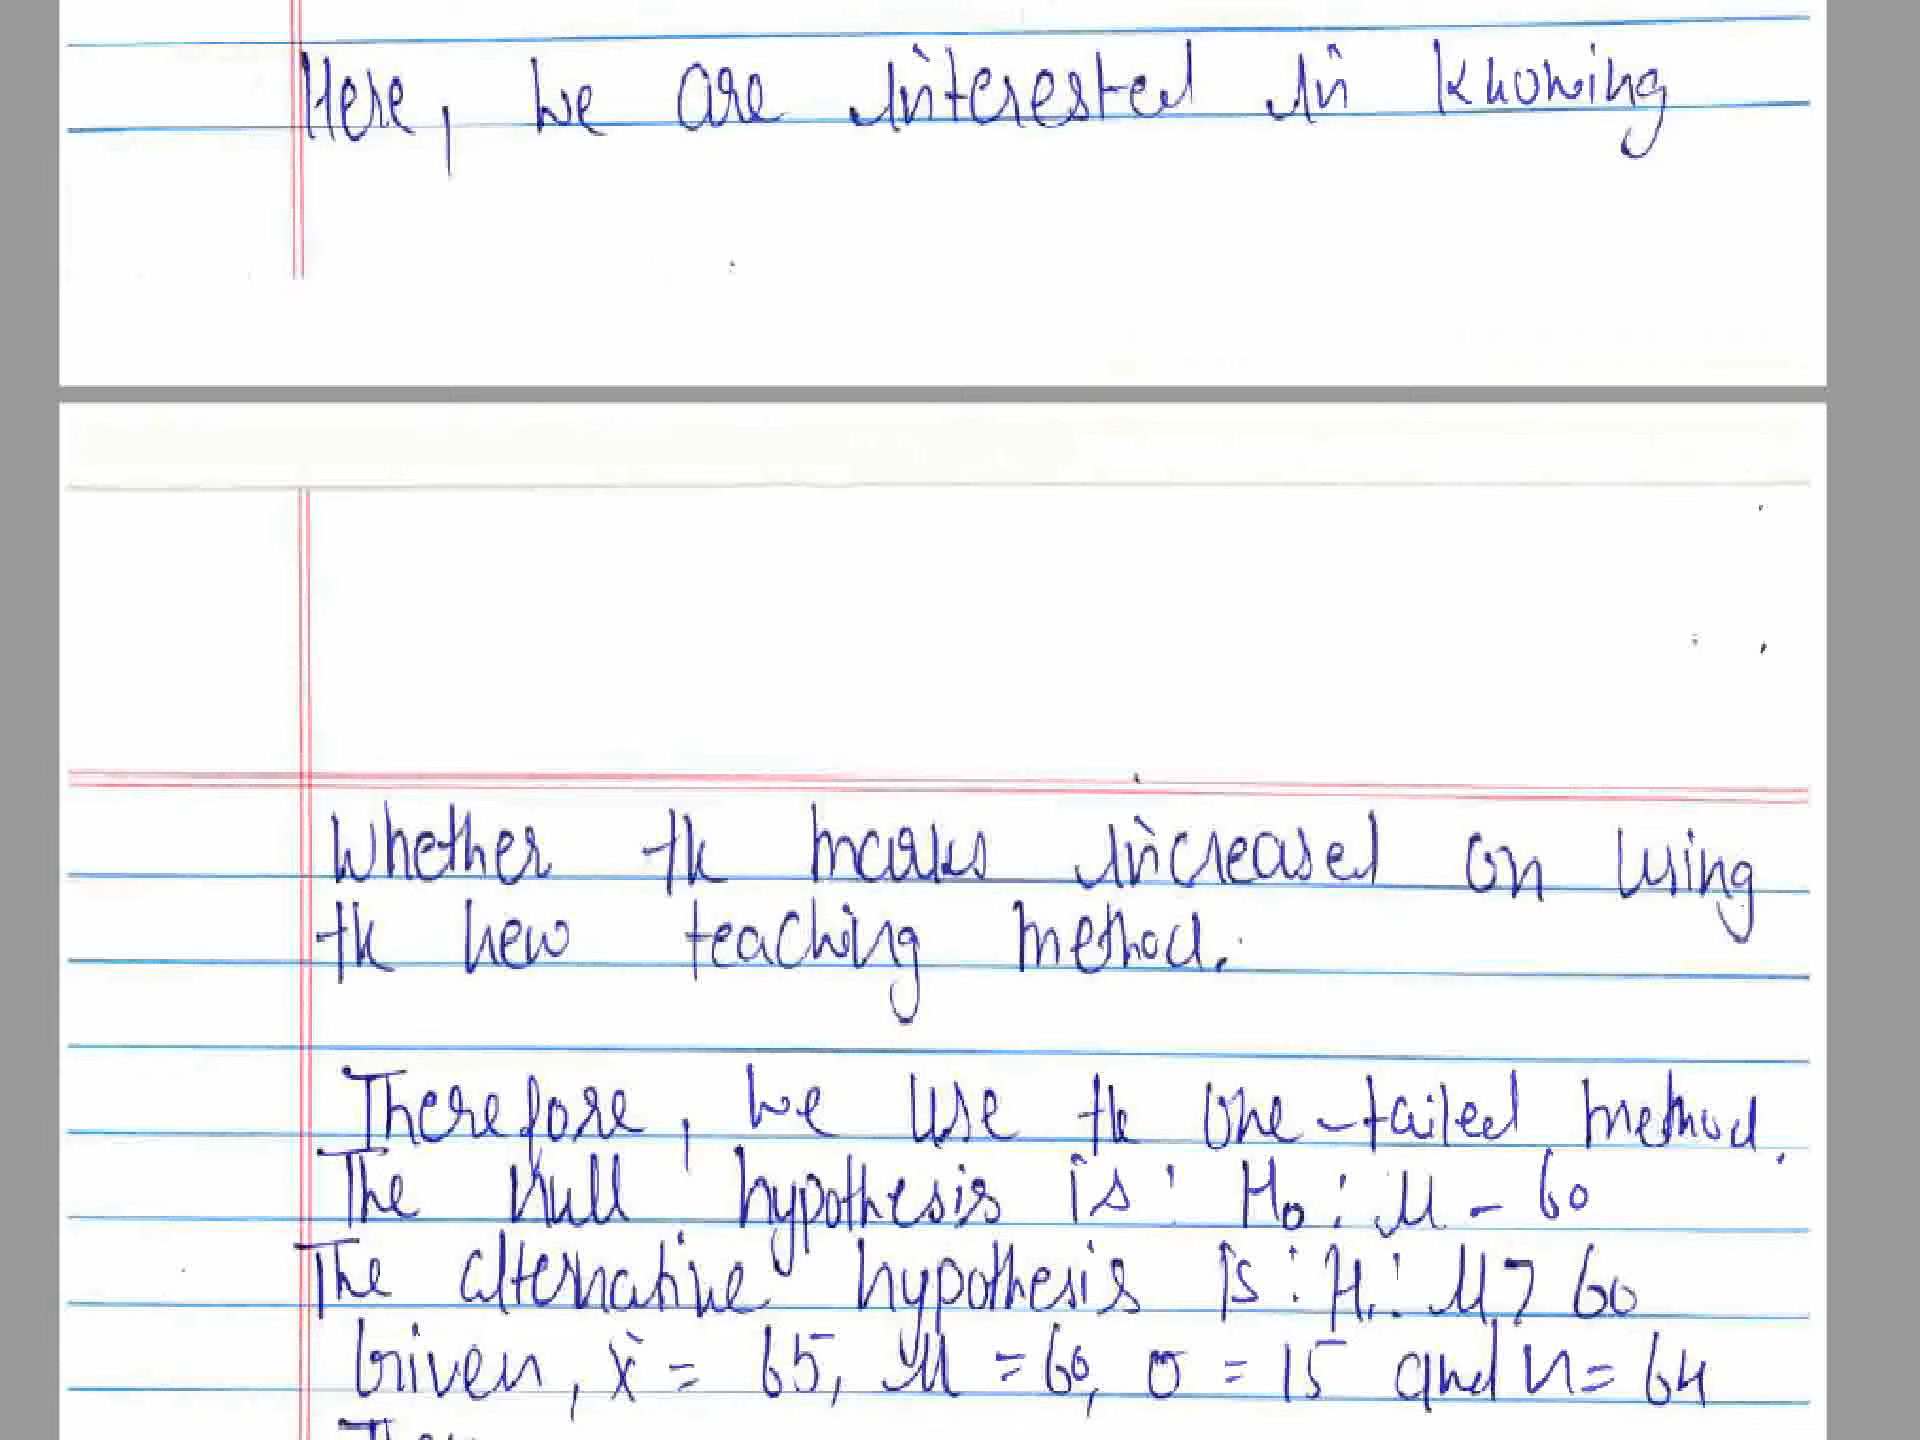 Here, we are interested in knowing
Whether the marks increased on using
the new teaching method.
Therefore, we use the one-tailed method.
The null hypothesis is: H₀: μ = 60
The alternative hypothesis is: H₁: μ > 60
Given, x̄ = 65, μ = 60, σ = 15 and n = 64